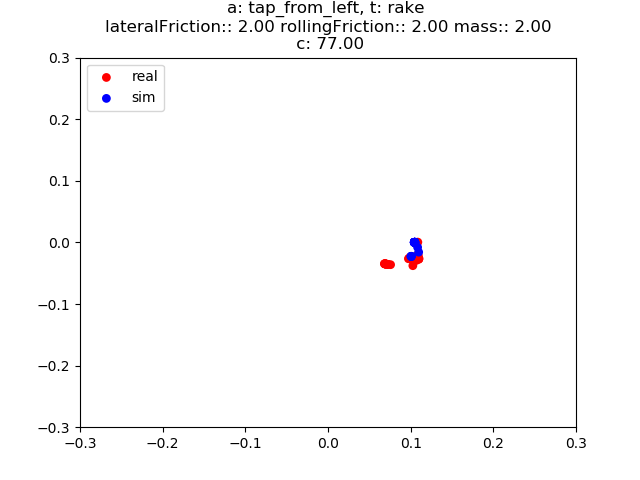 a: tap_from_left, t: rake
lateralFriction:: 2.00 rollingFriction:: 2.00 mass:: 2.00
c: 77.00
real
sim
0.3
0.2
0.1
0.0
−0.1
−0.2
−0.3
−0.3 −0.2 −0.1 0.0 0.1 0.2 0.3